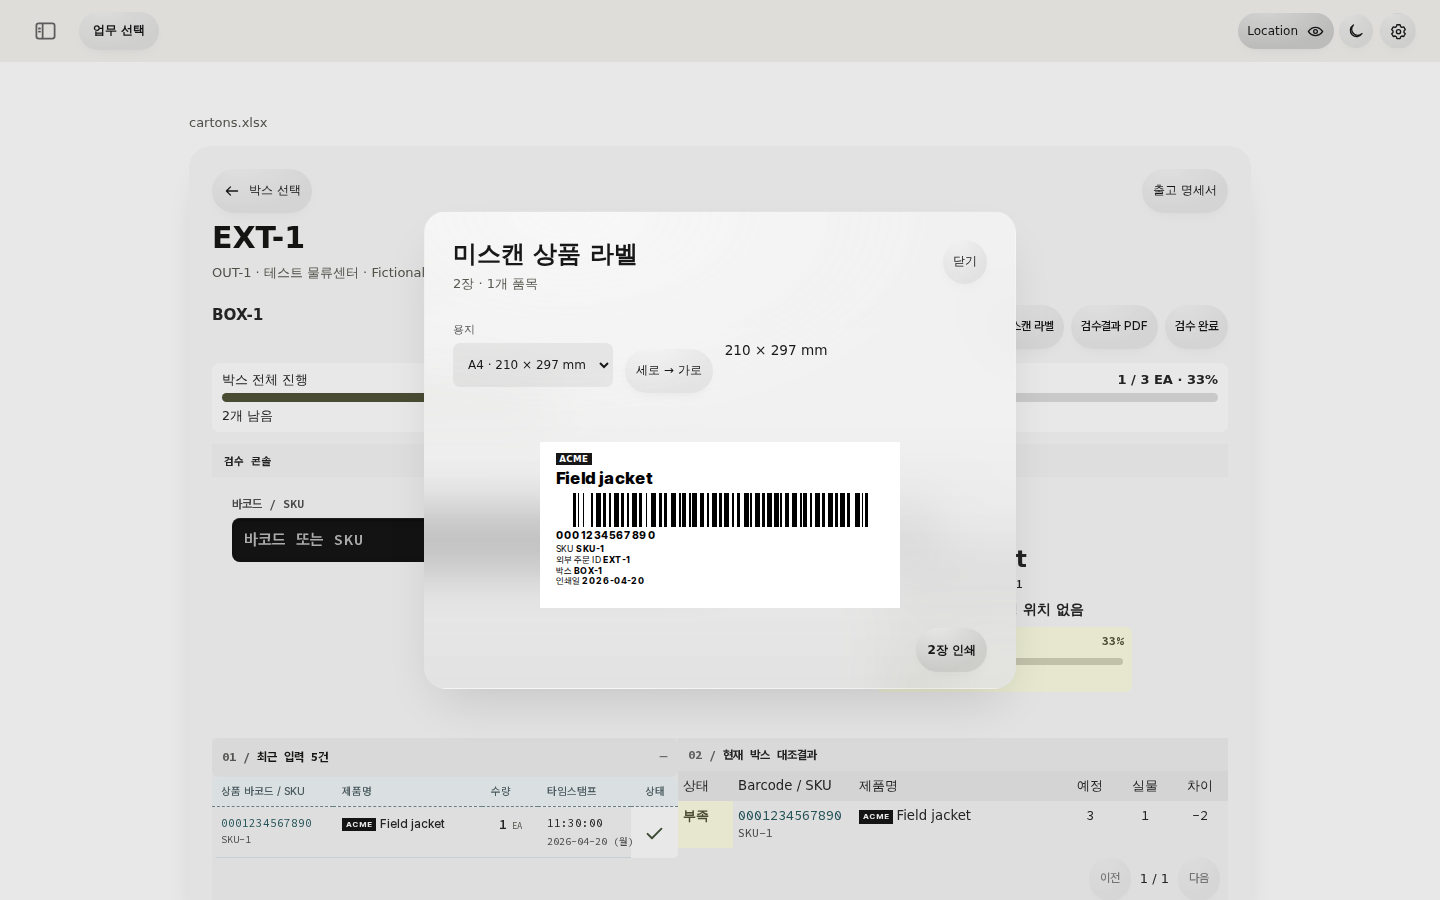 업무 선택
Location
cartons.xlsx
박스 선택
출고 명세서
EXT-1
OUT-1 · 테스트 물류센터 · Fictional
BOX-1
스캔 라벨
검수결과 PDF
검수 완료
박스 전체 진행
1 / 3 EA · 33%
2개 남음
검수 콘솔
바코드 / SKU
바코드 또는 SKU
t
1
위치 없음
33%
미스캔 상품 라벨
닫기
2장 · 1개 품목
용지
A4 · 210 × 297 mm
세로 → 가로
210 × 297 mm
ACME
Field jacket
0001234567890
SKU SKU-1
외부 주문 ID EXT-1
박스 BOX-1
인쇄일 2026-04-20
2장 인쇄
01 / 최근 입력 5건
—
상품 바코드 / SKU 제품명 수량 타임스탬프 상태
0001234567890 ACME Field jacket 1 EA 11:30:00
SKU-1 2026-04-20 (월)
02 / 현재 박스 대조결과
상태 Barcode / SKU 제품명 예정 실물 차이
부족 0001234567890 ACME Field jacket 3 1 −2
SKU-1
이전 1 / 1 다음